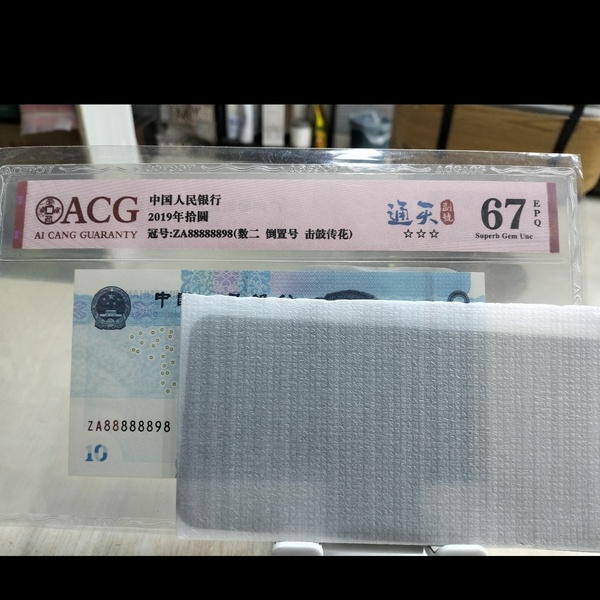 ACG
AI CANG GUARANTY
中国人民银行
2019年拾圆
冠号:ZA88888898(数二 倒置号 击鼓传花)
通天
☆☆☆
67
EPQ
Superb Gem Unc
中
ZA88888898
10